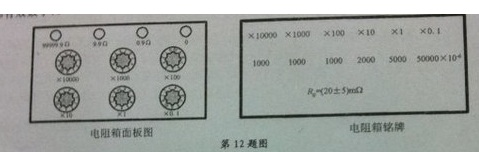 99999.9Ω 9.9Ω 0.9Ω 0
×10000 ×1000 ×100
×10 ×1 ×0.1
电阻箱面板图
×10000 ×1000 ×100 ×10 ×1 ×0.1
1000 1000 1000 2000 5000 50000×10⁻⁶
R₀=(20±5)mΩ
电阻箱铭牌
第12题图